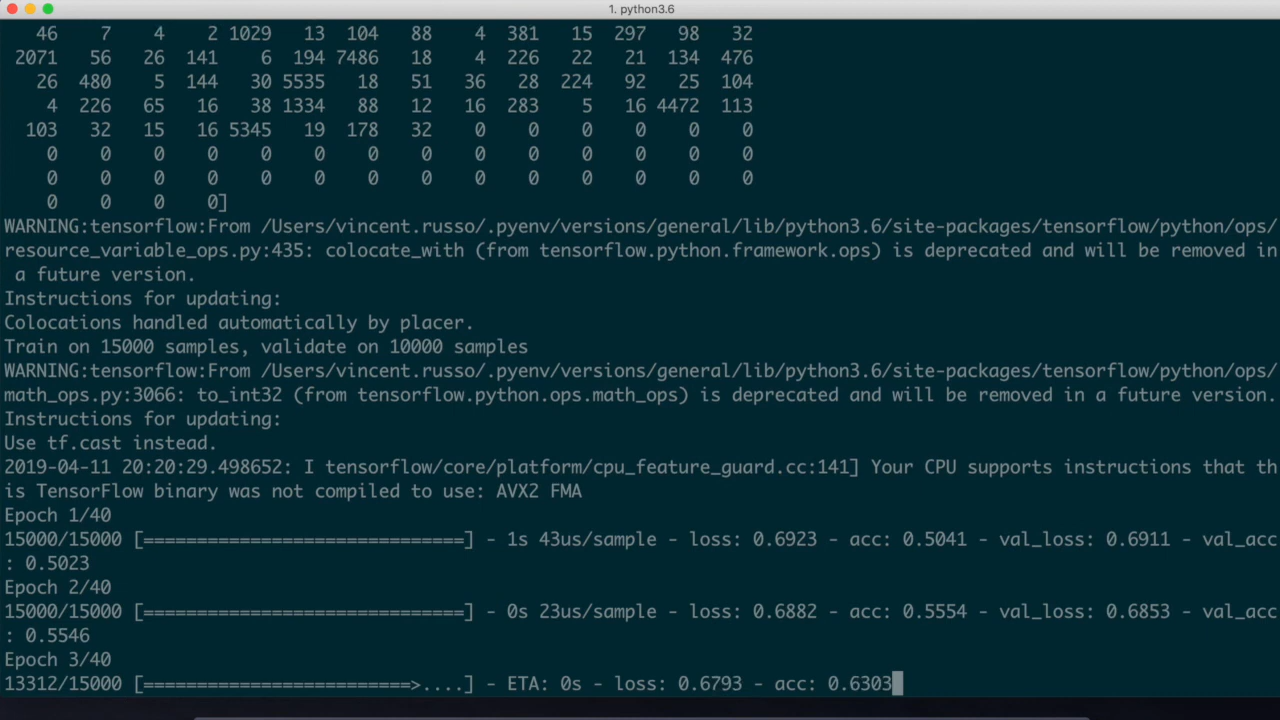 1. python3.6
46 7 4 2 1029 13 104 88 4 381 15 297 98 32
2071 56 26 141 6 194 7486 18 4 226 22 21 134 476
26 480 5 144 30 5535 18 51 36 28 224 92 25 104
4 226 65 16 38 1334 88 12 16 283 5 16 4472 113
103 32 15 16 5345 19 178 32 0 0 0 0 0 0
0 0 0 0 0 0 0 0 0 0 0 0 0 0
0 0 0 0 0 0 0 0 0 0 0 0 0 0
0 0 0 0]
WARNING:tensorflow:From /Users/vincent.russo/.pyenv/versions/general/lib/python3.6/site-packages/tensorflow/python/ops/
resource_variable_ops.py:435: colocate_with (from tensorflow.python.framework.ops) is deprecated and will be removed in
a future version.
Instructions for updating:
Colocations handled automatically by placer.
Train on 15000 samples, validate on 10000 samples
WARNING:tensorflow:From /Users/vincent.russo/.pyenv/versions/general/lib/python3.6/site-packages/tensorflow/python/ops/
math_ops.py:3066: to_int32 (from tensorflow.python.ops.math_ops) is deprecated and will be removed in a future version.
Instructions for updating:
Use tf.cast instead.
2019-04-11 20:20:29.498652: I tensorflow/core/platform/cpu_feature_guard.cc:141] Your CPU supports instructions that th
is TensorFlow binary was not compiled to use: AVX2 FMA
Epoch 1/40
15000/15000 [==============================] - 1s 43us/sample - loss: 0.6923 - acc: 0.5041 - val_loss: 0.6911 - val_acc
: 0.5023
Epoch 2/40
15000/15000 [==============================] - 0s 23us/sample - loss: 0.6882 - acc: 0.5554 - val_loss: 0.6853 - val_acc
: 0.5546
Epoch 3/40
13312/15000 [=========================>....] - ETA: 0s - loss: 0.6793 - acc: 0.6303